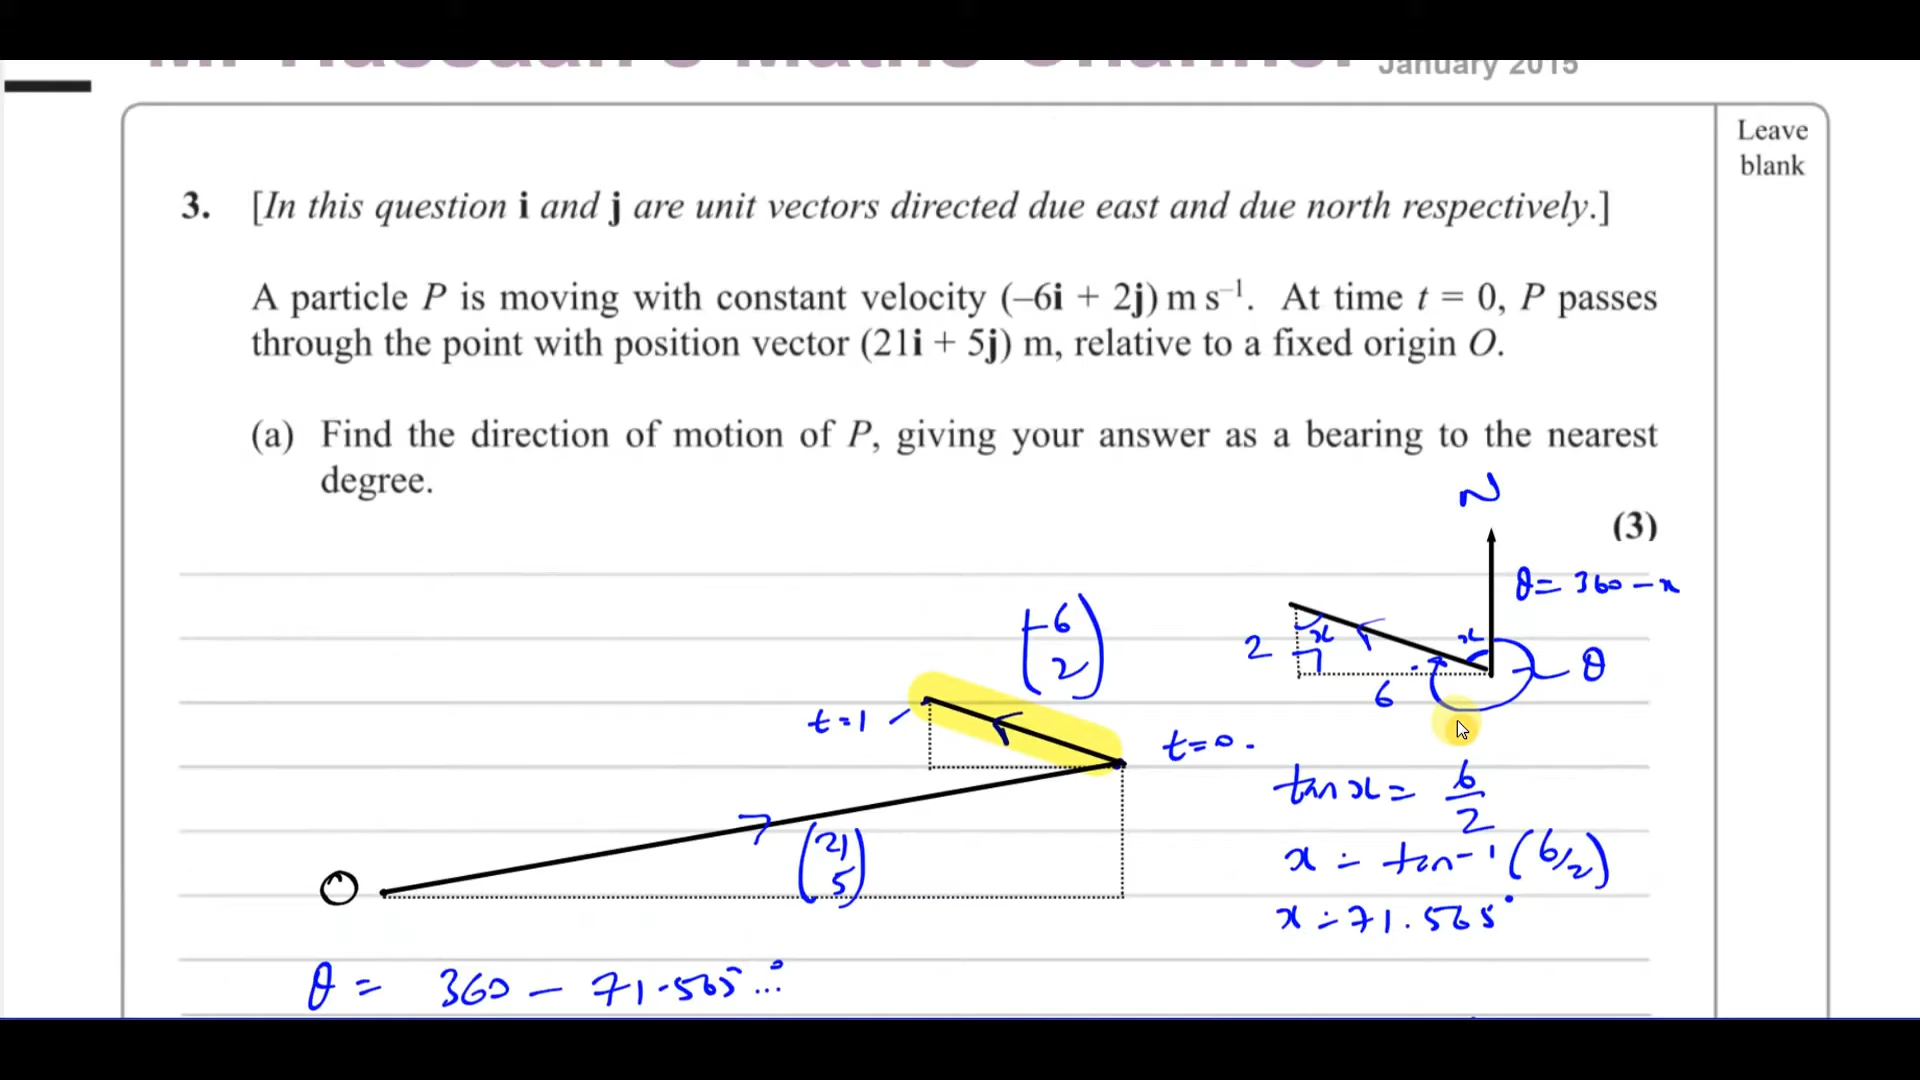 January 2015
Leave
blank
3. [In this question i and j are unit vectors directed due east and due north respectively.]
A particle P is moving with constant velocity (–6i + 2j) m s⁻¹. At time t = 0, P passes
through the point with position vector (21i + 5j) m, relative to a fixed origin O.
(a) Find the direction of motion of P, giving your answer as a bearing to the nearest
degree.
(3)
N
θ = 360 – x
x
x
2
6
θ
(-6
2)
t=1
t=0.
(21
5)
O
tan x = 6/2
x = tan⁻¹(6/2)
x = 71.565°
θ = 360 – 71.565...°